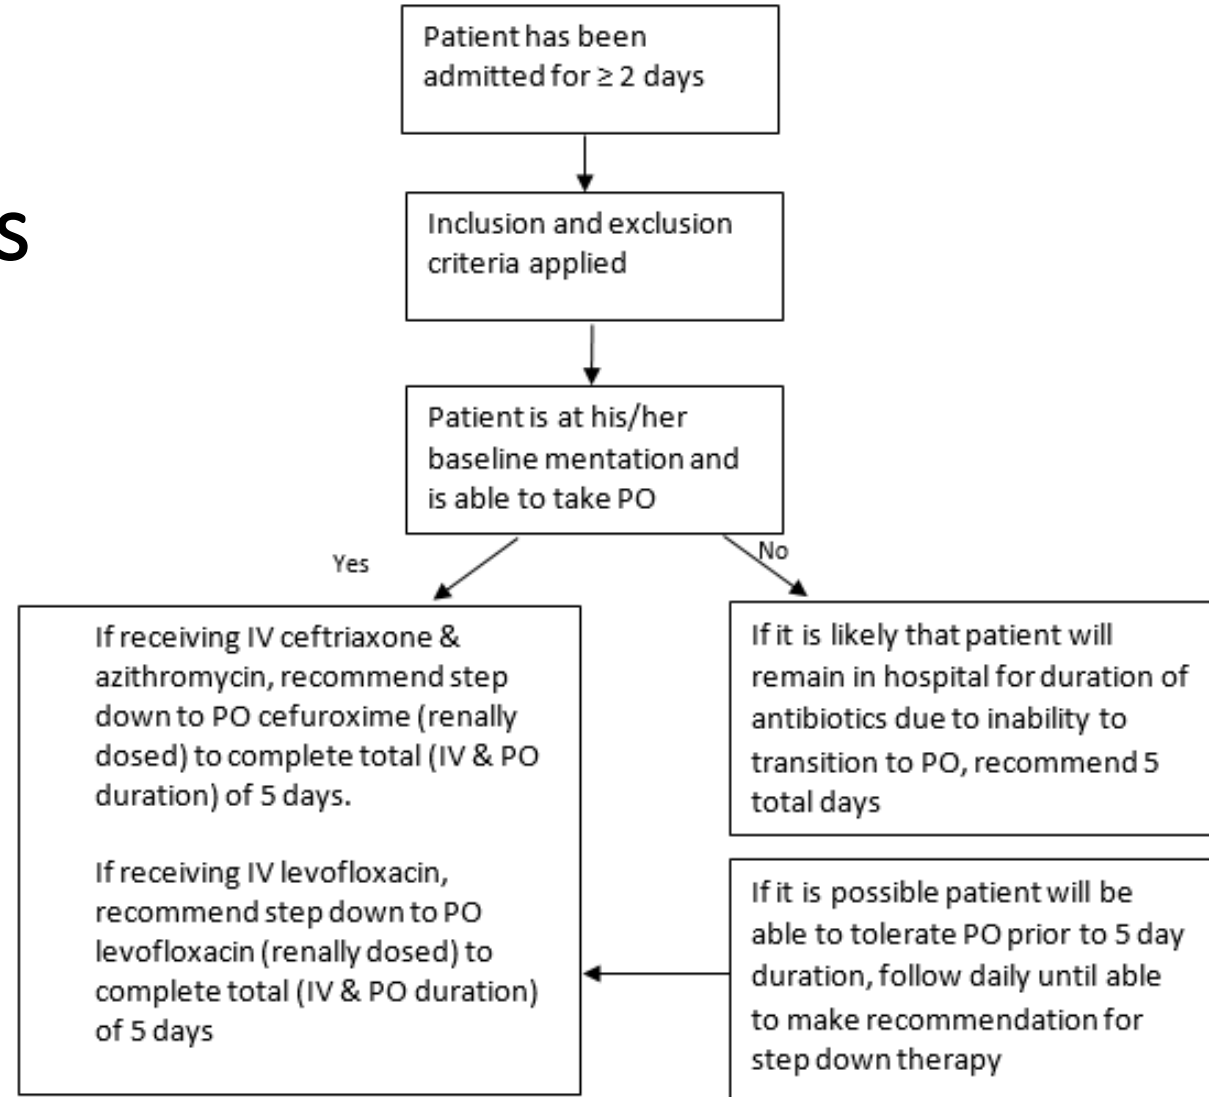 Patient has been
admitted for ≥ 2 days
s
Inclusion and exclusion
criteria applied
Patient is at his/her
baseline mentation and
is able to take PO
Yes
No
If receiving IV ceftriaxone &
azithromycin, recommend step
down to PO cefuroxime (renally
dosed) to complete total (IV & PO
duration) of 5 days.
If receiving IV levofloxacin,
recommend step down to PO
levofloxacin (renally dosed) to
complete total (IV & PO duration)
of 5 days
If it is likely that patient will
remain in hospital for duration of
antibiotics due to inability to
transition to PO, recommend 5
total days
If it is possible patient will be
able to tolerate PO prior to 5 day
duration, follow daily until able
to make recommendation for
step down therapy